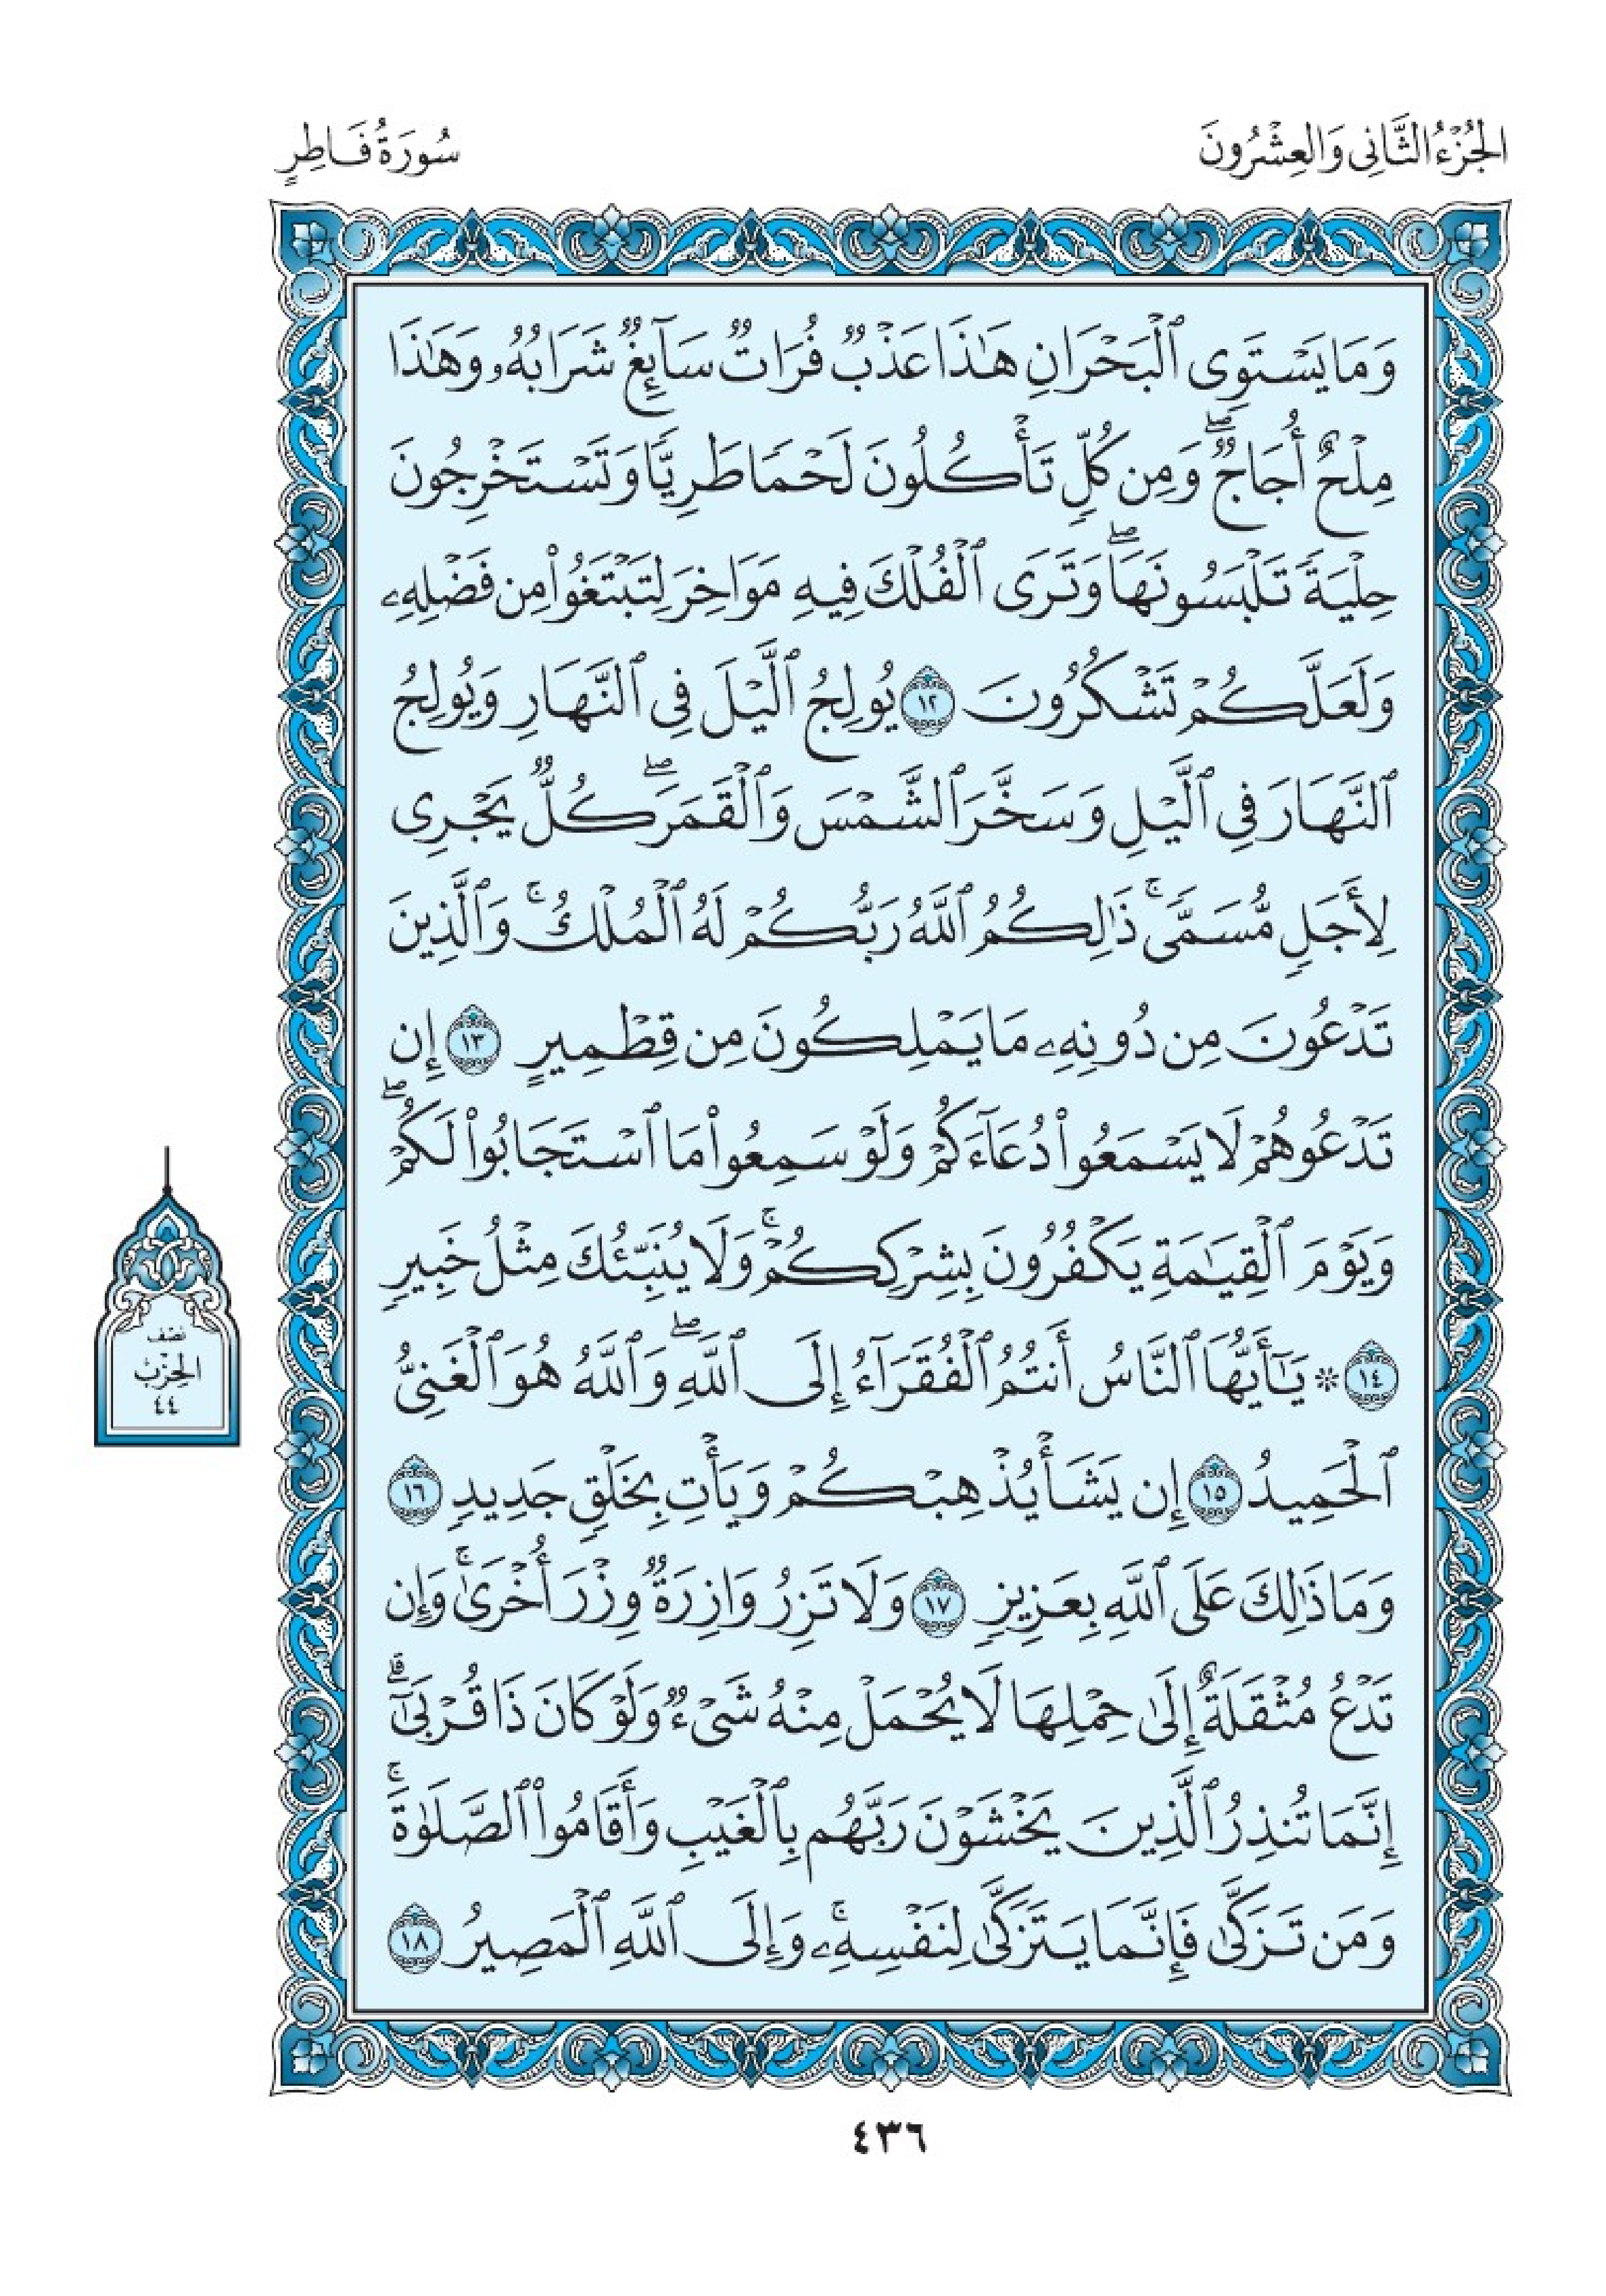 الجُزْءُ الثَّانِي وَالعِشْرُونَ
سُورَةُ فَاطِرٍ
وَمَا يَسْتَوِى ٱلْبَحْرَانِ هَـٰذَا عَذْبٌ فُرَاتٌ سَآئِغٌ شَرَابُهُۥ وَهَـٰذَا
مِلْحٌ أُجَاجٌ ۖ وَمِن كُلٍّ تَأْكُلُونَ لَحْمًا طَرِيًّا وَتَسْتَخْرِجُونَ
حِلْيَةً تَلْبَسُونَهَا ۖ وَتَرَى ٱلْفُلْكَ فِيهِ مَوَاخِرَ لِتَبْتَغُوا۟ مِن فَضْلِهِۦ
وَلَعَلَّكُمْ تَشْكُرُونَ ١٢ يُولِجُ ٱلَّيْلَ فِى ٱلنَّهَارِ وَيُولِجُ
ٱلنَّهَارَ فِى ٱلَّيْلِ وَسَخَّرَ ٱلشَّمْسَ وَٱلْقَمَرَ ۖ كُلٌّ يَجْرِى
لِأَجَلٍ مُّسَمًّى ۚ ذَٰلِكُمُ ٱللَّهُ رَبُّكُمْ لَهُ ٱلْمُلْكُ ۚ وَٱلَّذِينَ
تَدْعُونَ مِن دُونِهِۦ مَا يَمْلِكُونَ مِن قِطْمِيرٍ ١٣ إِن
تَدْعُوهُمْ لَا يَسْمَعُوا۟ دُعَآءَكُمْ وَلَوْ سَمِعُوا۟ مَا ٱسْتَجَابُوا۟ لَكُمْ ۖ
وَيَوْمَ ٱلْقِيَـٰمَةِ يَكْفُرُونَ بِشِرْكِكُمْ ۚ وَلَا يُنَبِّئُكَ مِثْلُ خَبِيرٍ
١٤ ۞ يَـٰٓأَيُّهَا ٱلنَّاسُ أَنتُمُ ٱلْفُقَرَآءُ إِلَى ٱللَّهِ ۖ وَٱللَّهُ هُوَ ٱلْغَنِىُّ
ٱلْحَمِيدُ ١٥ إِن يَشَأْ يُذْهِبْكُمْ وَيَأْتِ بِخَلْقٍ جَدِيدٍ ١٦
وَمَا ذَٰلِكَ عَلَى ٱللَّهِ بِعَزِيزٍ ١٧ وَلَا تَزِرُ وَازِرَةٌ وِزْرَ أُخْرَىٰ ۚ وَإِن
تَدْعُ مُثْقَلَةٌ إِلَىٰ حِمْلِهَا لَا يُحْمَلْ مِنْهُ شَىْءٌ وَلَوْ كَانَ ذَا قُرْبَىٰٓ ۗ
إِنَّمَا تُنذِرُ ٱلَّذِينَ يَخْشَوْنَ رَبَّهُم بِٱلْغَيْبِ وَأَقَامُوا۟ ٱلصَّلَوٰةَ ۚ
وَمَن تَزَكَّىٰ فَإِنَّمَا يَتَزَكَّىٰ لِنَفْسِهِۦ ۚ وَإِلَى ٱللَّهِ ٱلْمَصِيرُ ١٨
نصف
الحِزْبُ
٤٤
٤٣٦